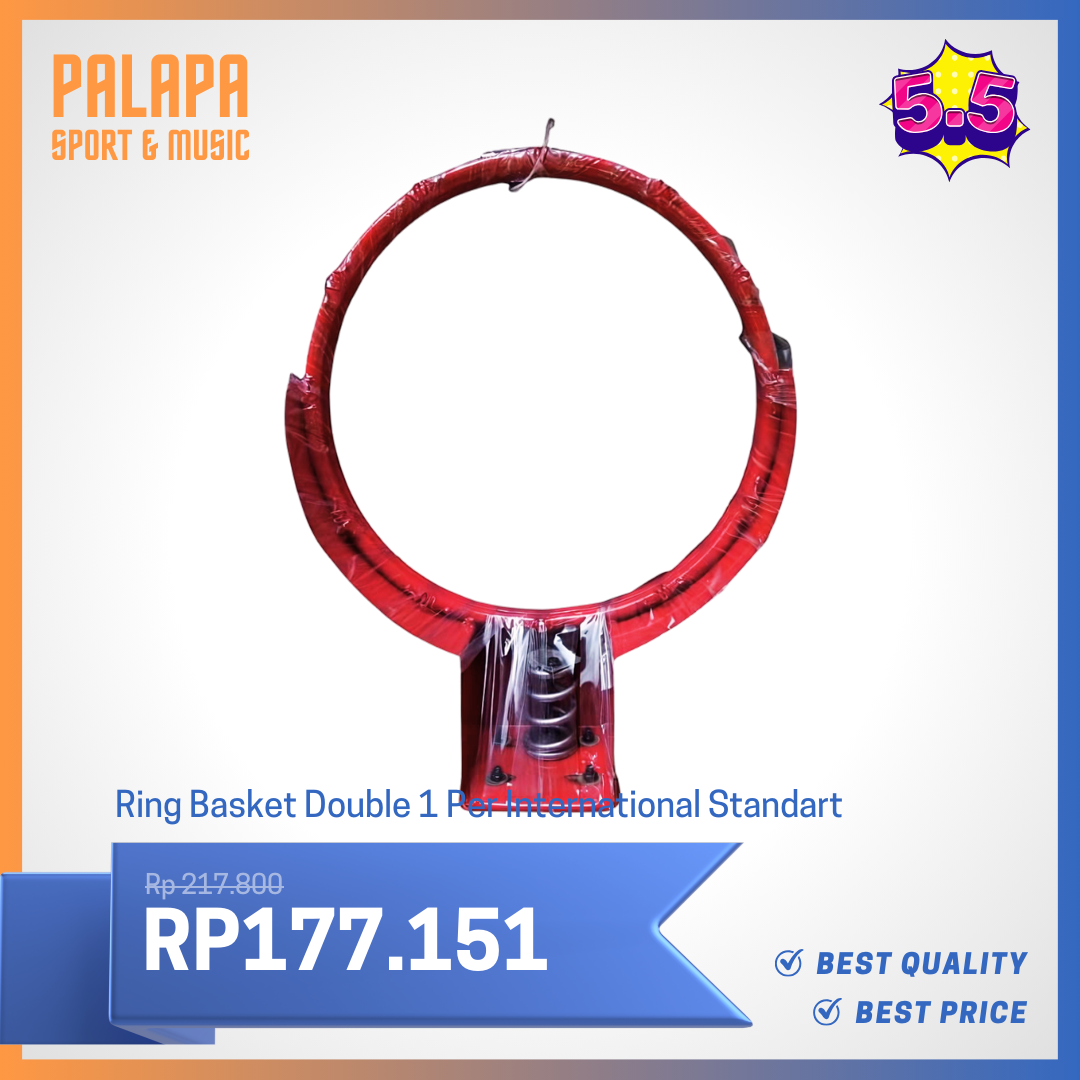 PALAPA
SPORT & MUSIC
5.5
Ring Basket Double 1 Per International Standart
Rp 217.800
RP177.151
BEST QUALITY
BEST PRICE